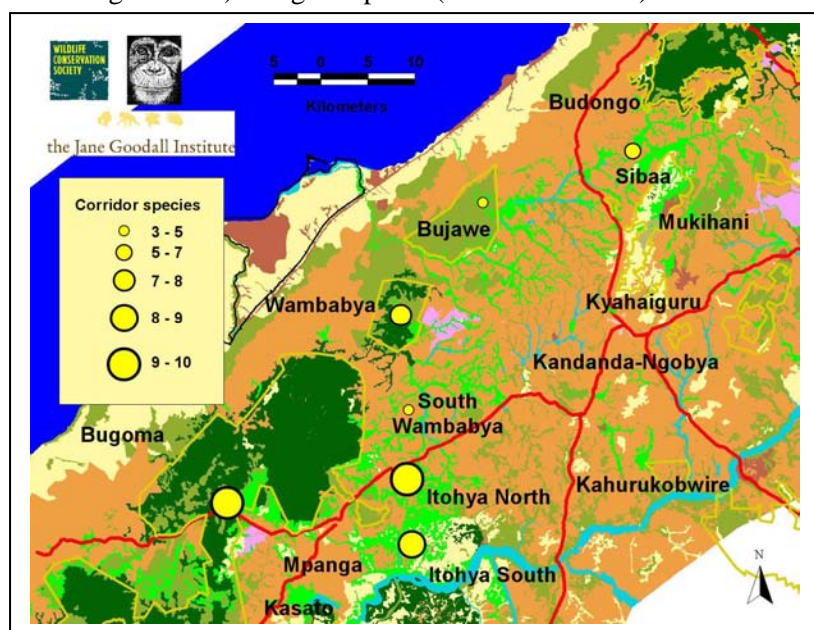 WILDLIFE
CONSERVATION
SOCIETY
the Jane Goodall Institute
5 0 5 10
Kilometers
Corridor species
3 - 5
5 - 7
7 - 8
8 - 9
9 - 10
Budongo
Sibaa
Bujawe
Mukihani
Wambabya
Kyahaiguru
Kandanda-Ngobya
South
Wambabya
Bugoma
Itohya North
Kahurukobwire
Mpanga
Itohya South
Kasato
N